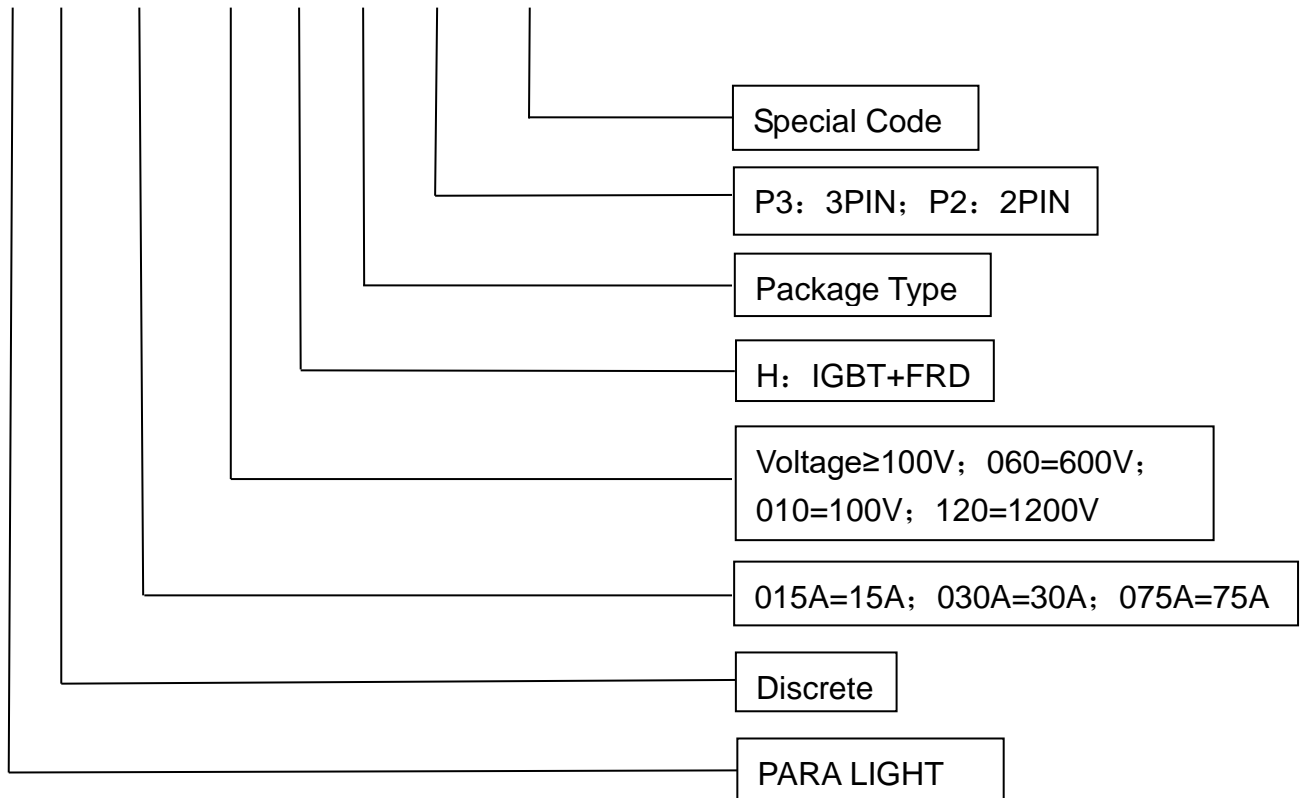 Special Code
P3：3PIN；P2：2PIN
Package Type
H：IGBT+FRD
Voltage≥100V；060=600V；
010=100V；120=1200V
015A=15A；030A=30A；075A=75A
Discrete
PARA LIGHT